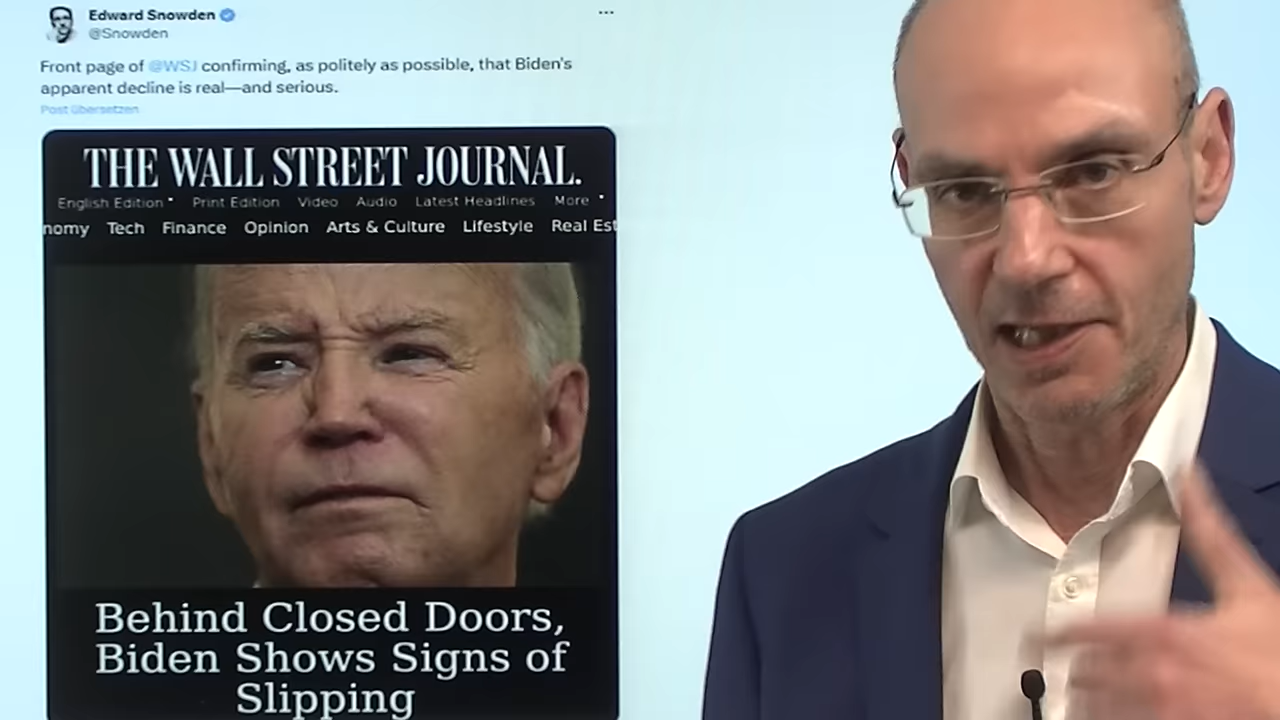 Edward Snowden
@Snowden
Front page of @WSJ confirming, as politely as possible, that Biden's
apparent decline is real—and serious.
Post übersetzen
THE WALL STREET JOURNAL.
English Edition Print Edition Video Audio Latest Headlines More
nomy Tech Finance Opinion Arts & Culture Lifestyle Real Est
Behind Closed Doors,
Biden Shows Signs of
Slipping